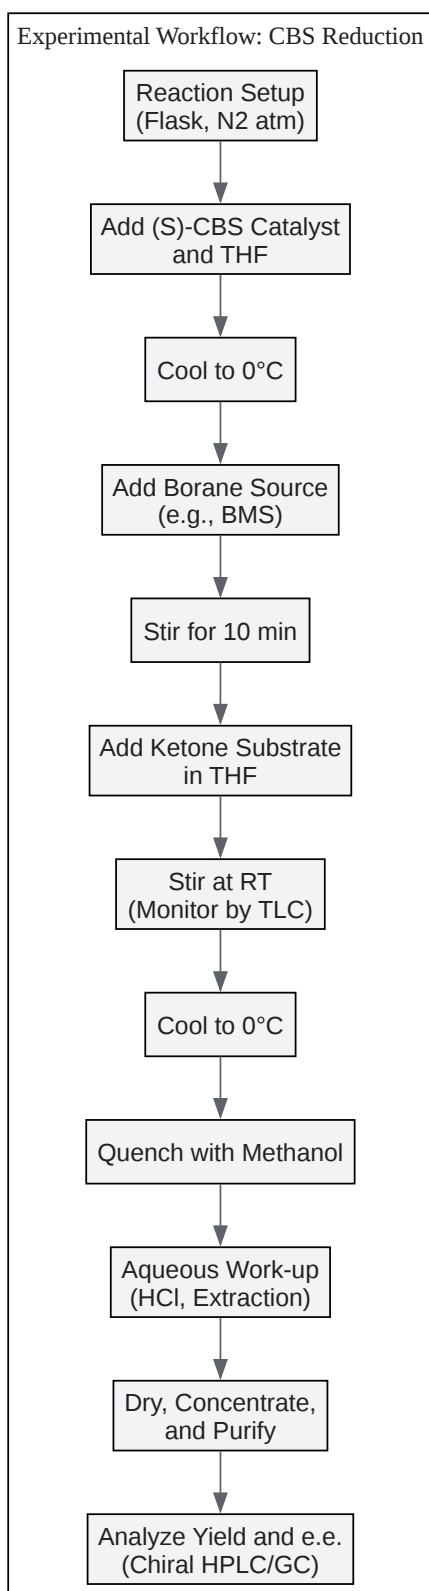 Experimental Workflow: CBS Reduction
Reaction Setup
(Flask, N2 atm)
Add (S)-CBS Catalyst
and THF
Cool to 0°C
Add Borane Source
(e.g., BMS)
Stir for 10 min
Add Ketone Substrate
in THF
Stir at RT
(Monitor by TLC)
Cool to 0°C
Quench with Methanol
Aqueous Work-up
(HCl, Extraction)
Dry, Concentrate,
and Purify
Analyze Yield and e.e.
(Chiral HPLC/GC)